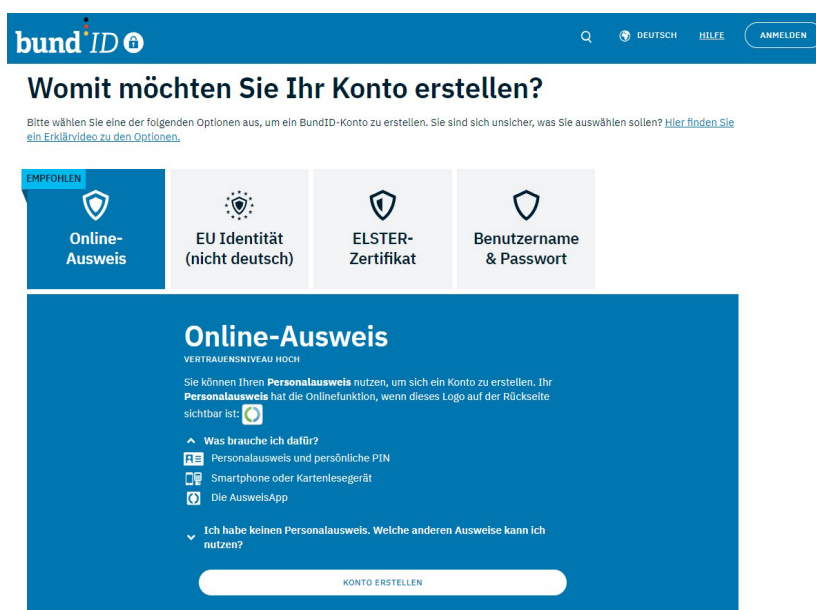 bund ID
DEUTSCH
HILFE
ANMELDEN
Womit möchten Sie Ihr Konto erstellen?
Bitte wählen Sie eine der folgenden Optionen aus, um ein BundID-Konto zu erstellen. Sie sind sich unsicher, was Sie auswählen sollen? Hier finden Sie
ein Erklärvideo zu den Optionen.
EMPFOHLEN
Online-
Ausweis
EU Identität
(nicht deutsch)
ELSTER-
Zertifikat
Benutzername
& Passwort
Online-Ausweis
VERTRAUENSNIVEAU HOCH
Sie können Ihren Personalausweis nutzen, um sich ein Konto zu erstellen. Ihr
Personalausweis hat die Onlinefunktion, wenn dieses Logo auf der Rückseite
sichtbar ist:
Was brauche ich dafür?
Personalausweis und persönliche PIN
Smartphone oder Kartenlesegerät
Die AusweisApp
Ich habe keinen Personalausweis. Welche anderen Ausweise kann ich
nutzen?
KONTO ERSTELLEN